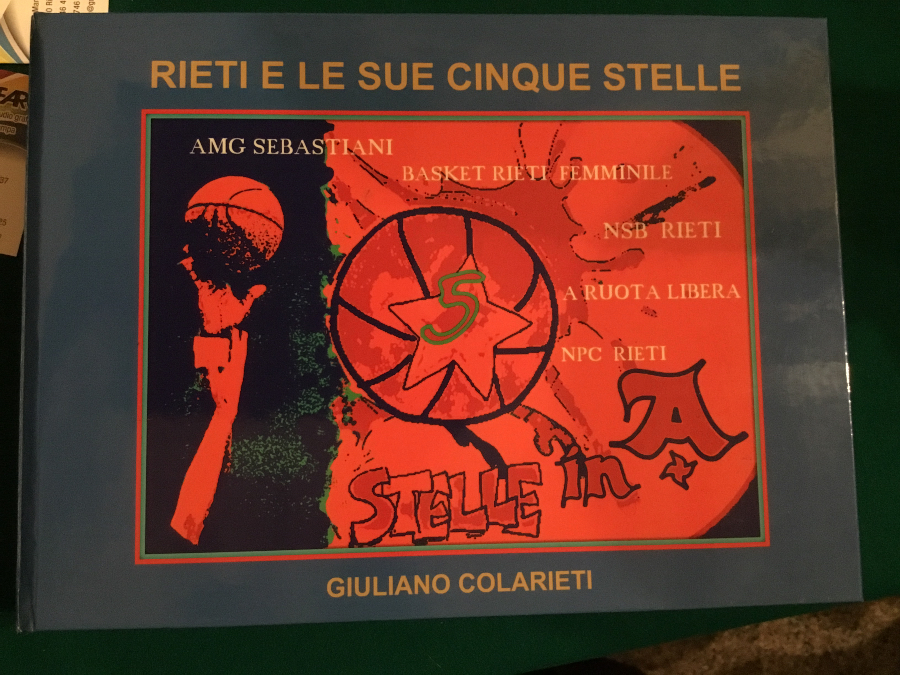 RIETI E LE SUE CINQUE STELLE
AMG SEBASTIANI
BASKET RIETI FEMMINILE
NSB RIETI
A RUOTA LIBERA
NPC RIETI
5
STELLE in A
GIULIANO COLARIETI